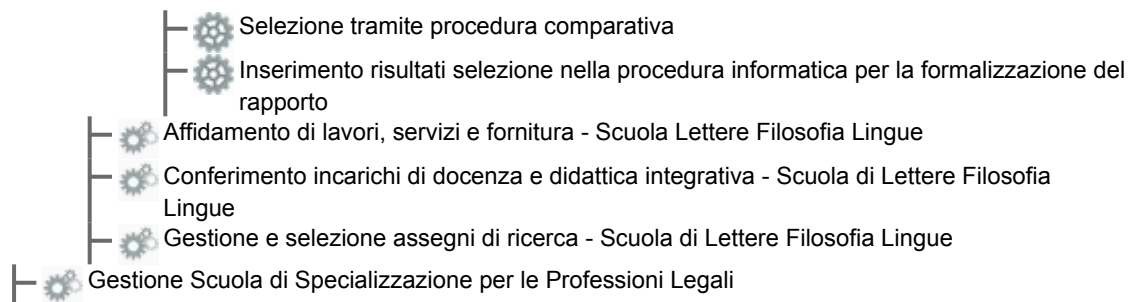 Selezione tramite procedura comparativa
Inserimento risultati selezione nella procedura informatica per la formalizzazione del
rapporto
Affidamento di lavori, servizi e fornitura - Scuola Lettere Filosofia Lingue
Conferimento incarichi di docenza e didattica integrativa - Scuola di Lettere Filosofia
Lingue
Gestione e selezione assegni di ricerca - Scuola di Lettere Filosofia Lingue
Gestione Scuola di Specializzazione per le Professioni Legali